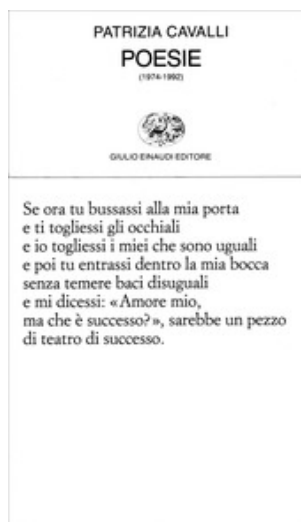 PATRIZIA CAVALLI
POESIE
(1974-1992)
GIULIO EINAUDI EDITORE
Se ora tu bussassi alla mia porta
e ti togliessi gli occhiali
e io togliessi i miei che sono uguali
e poi tu entrassi dentro la mia bocca
senza temere baci disuguali
e mi dicessi: «Amore mio,
ma che è successo?», sarebbe un pezzo
di teatro di successo.